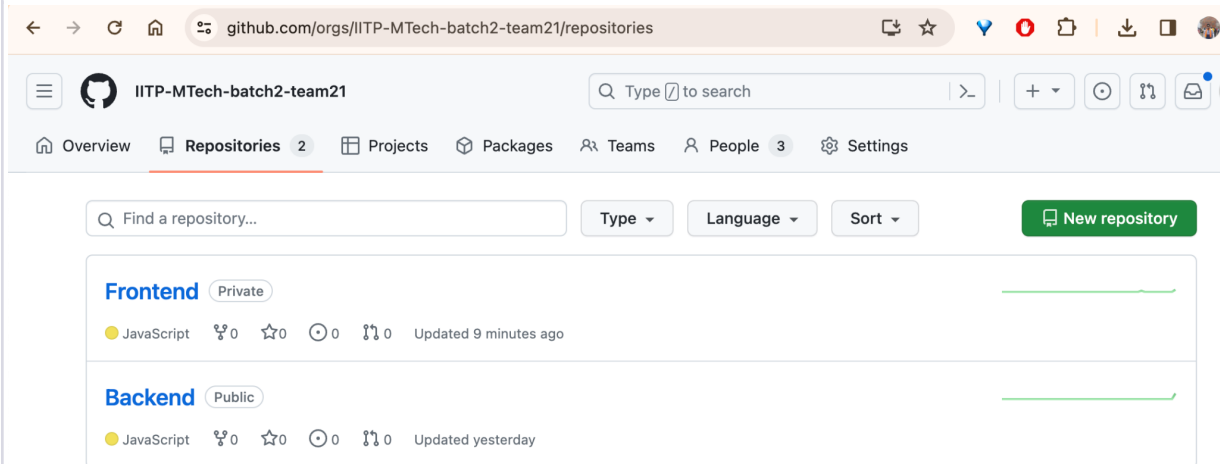 github.com/orgs/IITP-MTech-batch2-team21/repositories
IITP-MTech-batch2-team21
Type / to search
Overview Repositories 2 Projects Packages Teams People 3 Settings
Find a repository... Type Language Sort New repository
Frontend Private
JavaScript 0 0 0 0 Updated 9 minutes ago
Backend Public
JavaScript 0 0 0 0 Updated yesterday